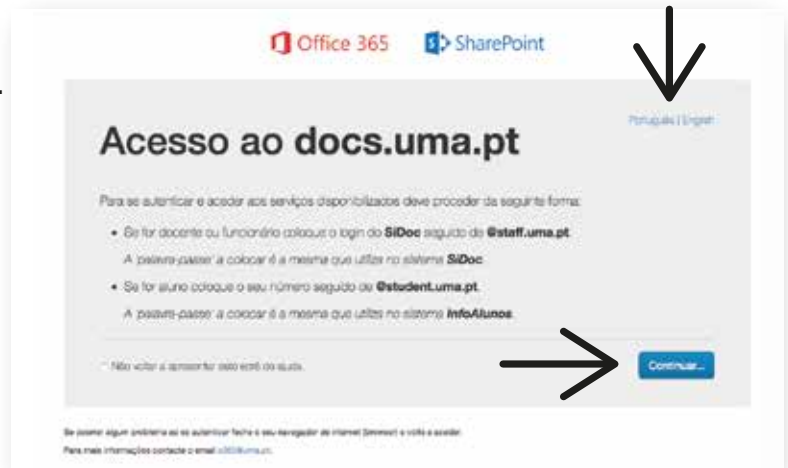 Office 365 SharePoint
Português | English
Acesso ao docs.uma.pt
Para se autenticar e aceder aos serviços disponibilizados deve proceder da seguinte forma:
• Se for docente ou funcionário coloque o login do SiDoc seguido de @staff.uma.pt.
A 'palavra-passe' a colocar é a mesma que utiliza no sistema SiDoc.
• Se for aluno coloque o seu número seguido de @student.uma.pt.
A 'palavra-passe' a colocar é a mesma que utiliza no sistema InfoAlunos.
Não voltar a apresentar este ecrã de ajuda.
Continuar...
Se ocorrer algum problema ao se autenticar feche o seu navegador de internet (browser) e volte a aceder.
Para mais informações contacte o email